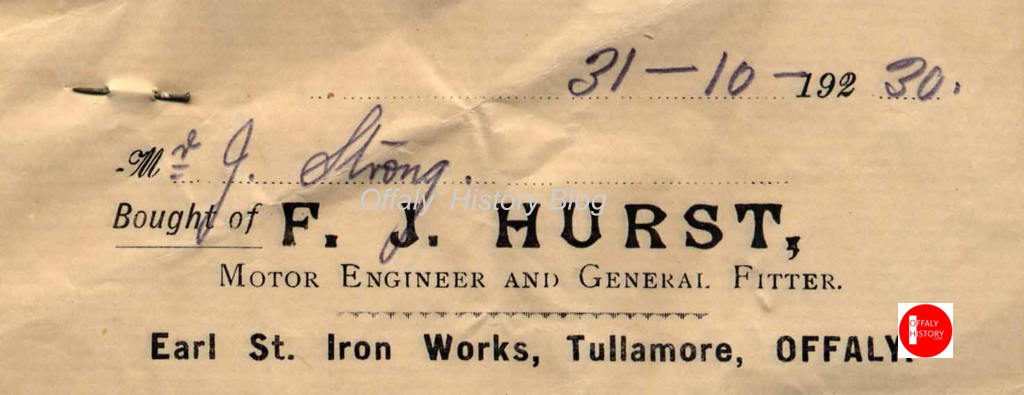 31 - 10 - 192 30.
Mr J. Strong.
Offaly History Blog
Bought of F. J. HURST,
MOTOR ENGINEER AND GENERAL FITTER.
Earl St. Iron Works, Tullamore, OFFALY.
OFFALY
HISTORY